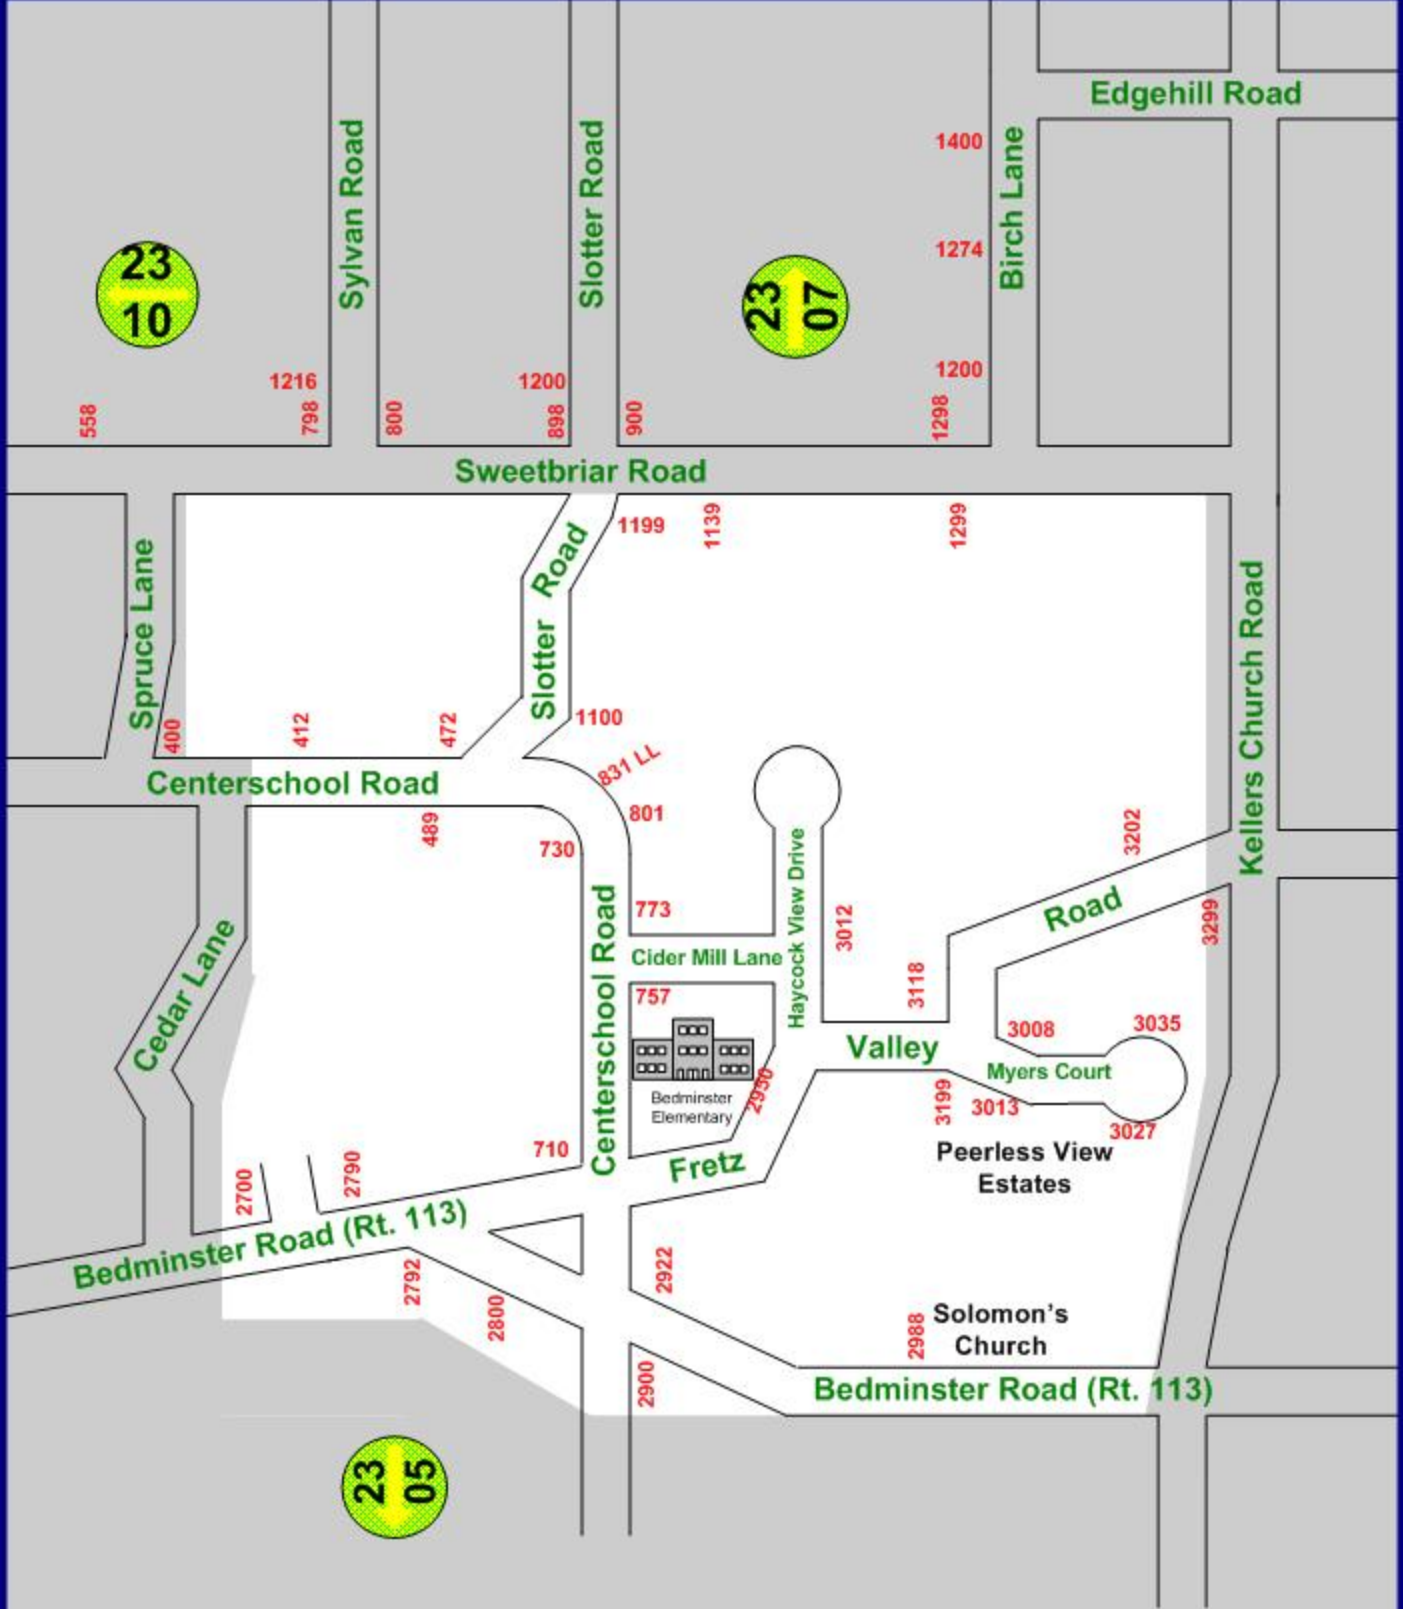 Edgehill Road
Sylvan Road
Slotter Road
1400
Birch Lane
1274
23
10
23
07
1216
1200
1200
558
798
800
898
900
1298
Sweetbriar Road
1199
1139
1299
Slotter Road
Spruce Lane
Kellers Church Road
400
412
472
1100
831 LL
Centerschool Road
489
730
801
3202
773
Haycock View Drive
3012
Road
3299
Cider Mill Lane
757
Centerschool Road
Cedar Lane
3118
3008
3035
Valley
Myers Court
3199
3013
3027
Bedminster
Elementary
2950
710
Fretz
Peerless View
Estates
2700
2790
Bedminster Road (Rt. 113)
2792
2800
2922
2988
Solomon's
Church
2900
Bedminster Road (Rt. 113)
23
05